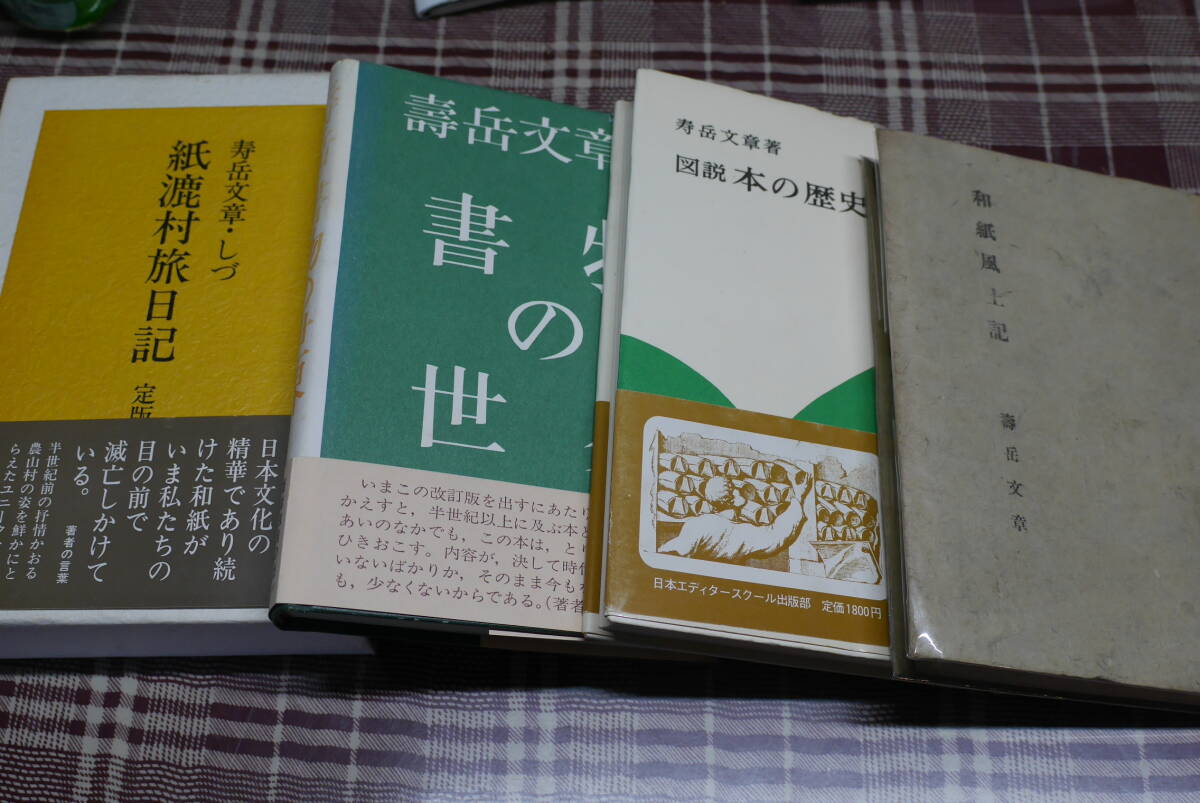 寿岳文章・しづ
紙漉村旅日記
定版
日本文化の
精華であり続
けた和紙が
いま私たちの
目の前で
滅亡しかけて
いる。
著者の言葉
半世紀前の抒情かおる
農山村の姿を鮮かにと
らえたユニーク
壽岳文章
書物
の
世
いまこの改訂版を出すにあたり
かえすと，半世紀以上に及ぶ本と
あいのなかでも，この本は，とり
ひきおこす。内容が，決して時代
いないばかりか，そのまま今も
も，少なくないからである。(著者
寿岳文章著
図説 本の歴史
日本エディタースクール出版部 定価1800円
和紙風土記
壽岳文章